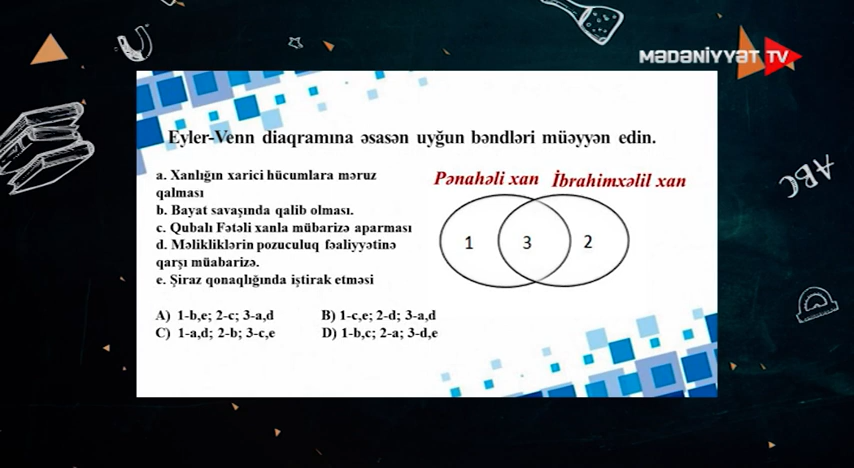 MƏDƏNİYYƏT TV
Eyler-Venn diaqramına əsasən uyğun bəndləri müəyyən edin.
a. Xanlığın xarici hücumlara məruz
qalması
b. Bayat savaşında qalib olması.
c. Qubalı Fətəli xanla mübarizə aparması
d. Məlikliklərin pozuculuq fəaliyyətinə
qarşı müabarizə.
e. Şiraz qonaqlığında iştirak etməsi
Pənahəli xan İbrahimxəlil xan
1 3 2
A) 1-b,e; 2-c; 3-a,d B) 1-c,e; 2-d; 3-a,d
C) 1-a,d; 2-b; 3-c,e D) 1-b,c; 2-a; 3-d,e
ABC